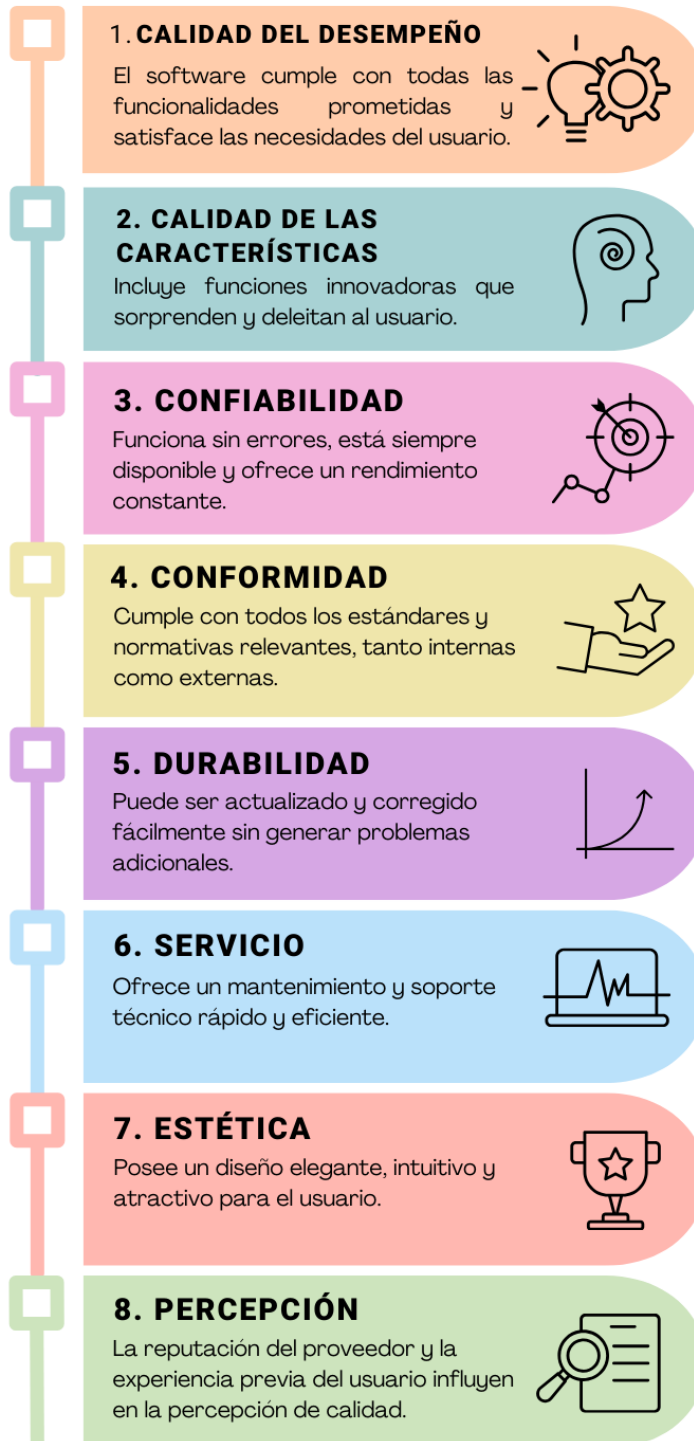 1. CALIDAD DEL DESEMPEÑO
El software cumple con todas las
funcionalidades prometidas y
satisface las necesidades del usuario.
2. CALIDAD DE LAS
CARACTERÍSTICAS
Incluye funciones innovadoras que
sorprenden y deleitan al usuario.
3. CONFIABILIDAD
Funciona sin errores, está siempre
disponible y ofrece un rendimiento
constante.
4. CONFORMIDAD
Cumple con todos los estándares y
normativas relevantes, tanto internas
como externas.
5. DURABILIDAD
Puede ser actualizado y corregido
fácilmente sin generar problemas
adicionales.
6. SERVICIO
Ofrece un mantenimiento y soporte
técnico rápido y eficiente.
7. ESTÉTICA
Posee un diseño elegante, intuitivo y
atractivo para el usuario.
8. PERCEPCIÓN
La reputación del proveedor y la
experiencia previa del usuario influyen
en la percepción de calidad.